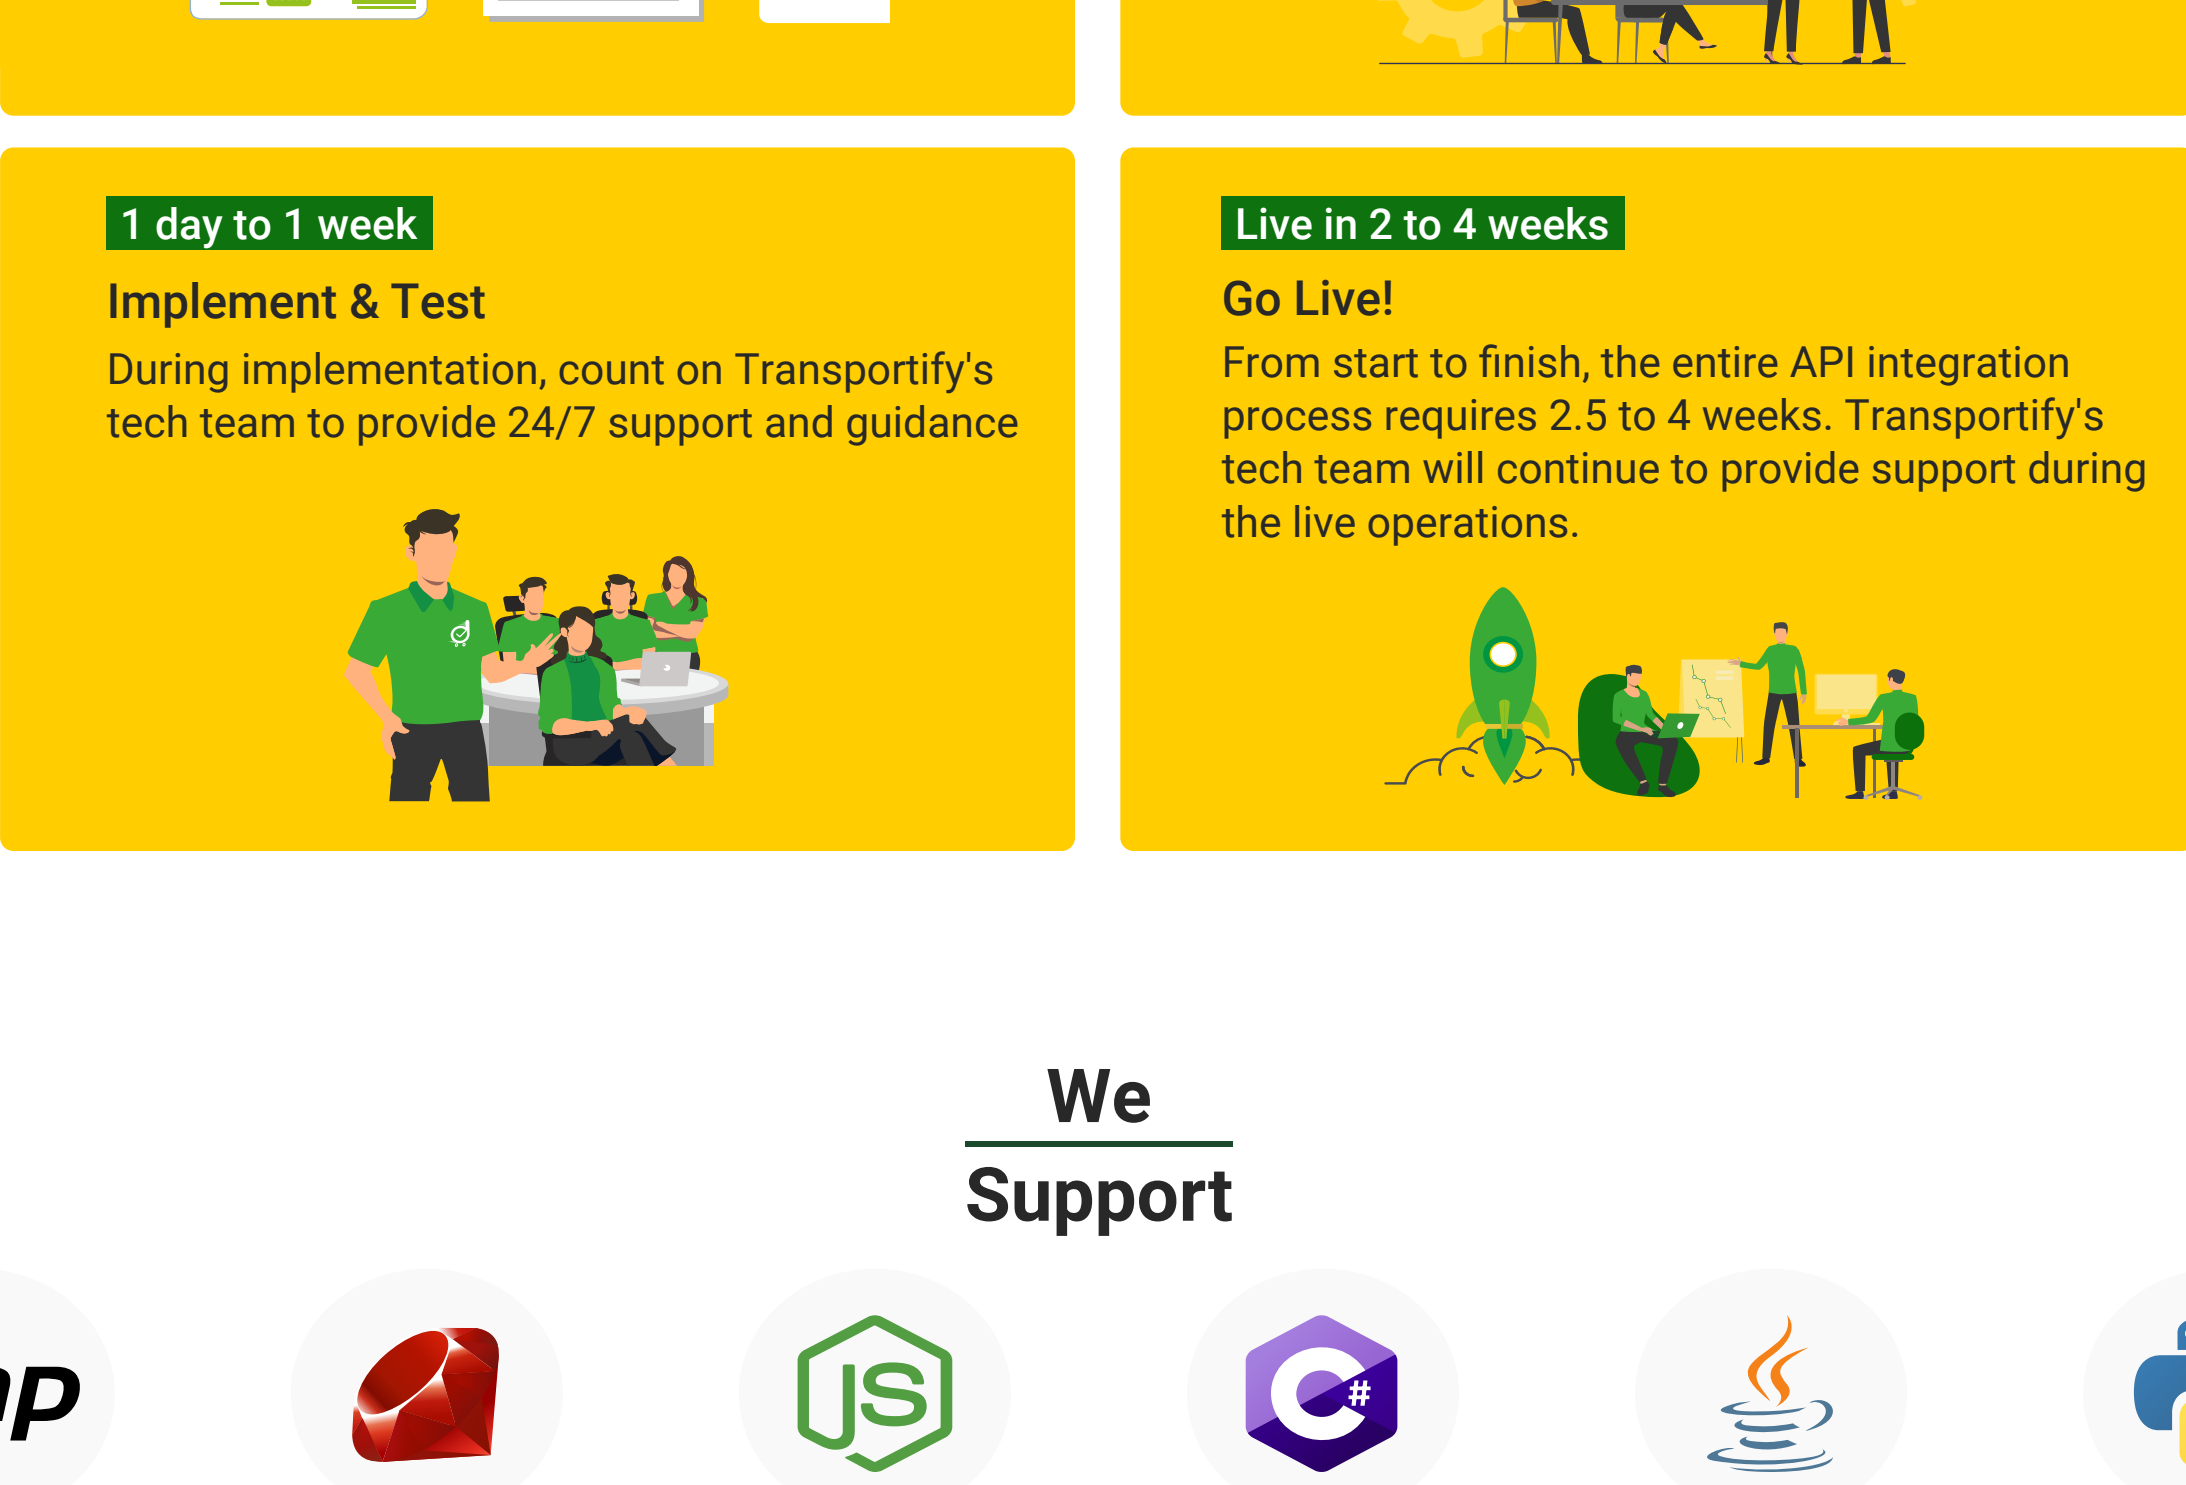 1 day to 1 week
Implement & Test
During implementation, count on Transportify's
tech team to provide 24/7 support and guidance
Live in 2 to 4 weeks
Go Live!
From start to finish, the entire API integration
process requires 2.5 to 4 weeks. Transportify's
tech team will continue to provide support during
the live operations.
We
Support
JS
C#